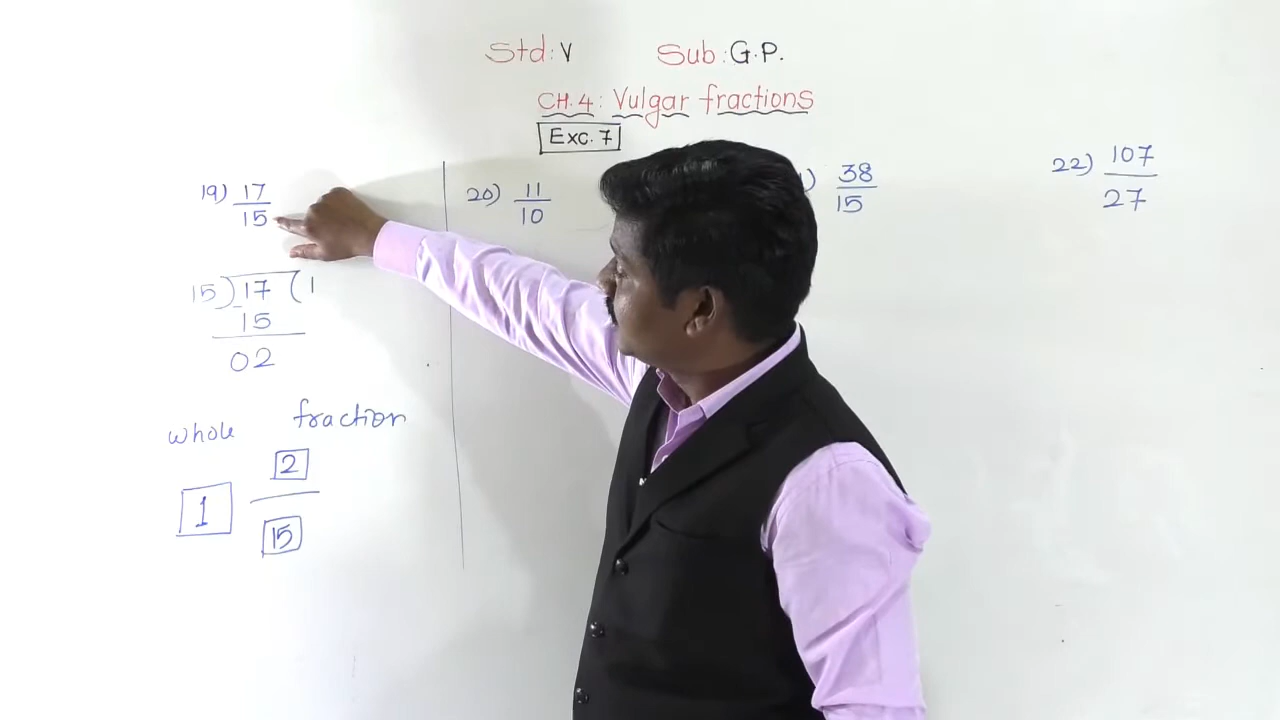 Std: V Sub: G.P.
CH.4: Vulgar fractions
Exc. 7
19) 17
15
15) 17 ( 1
15
02
whole fraction
1 2
15
20) 11
10
1) 38
15
22) 107
27